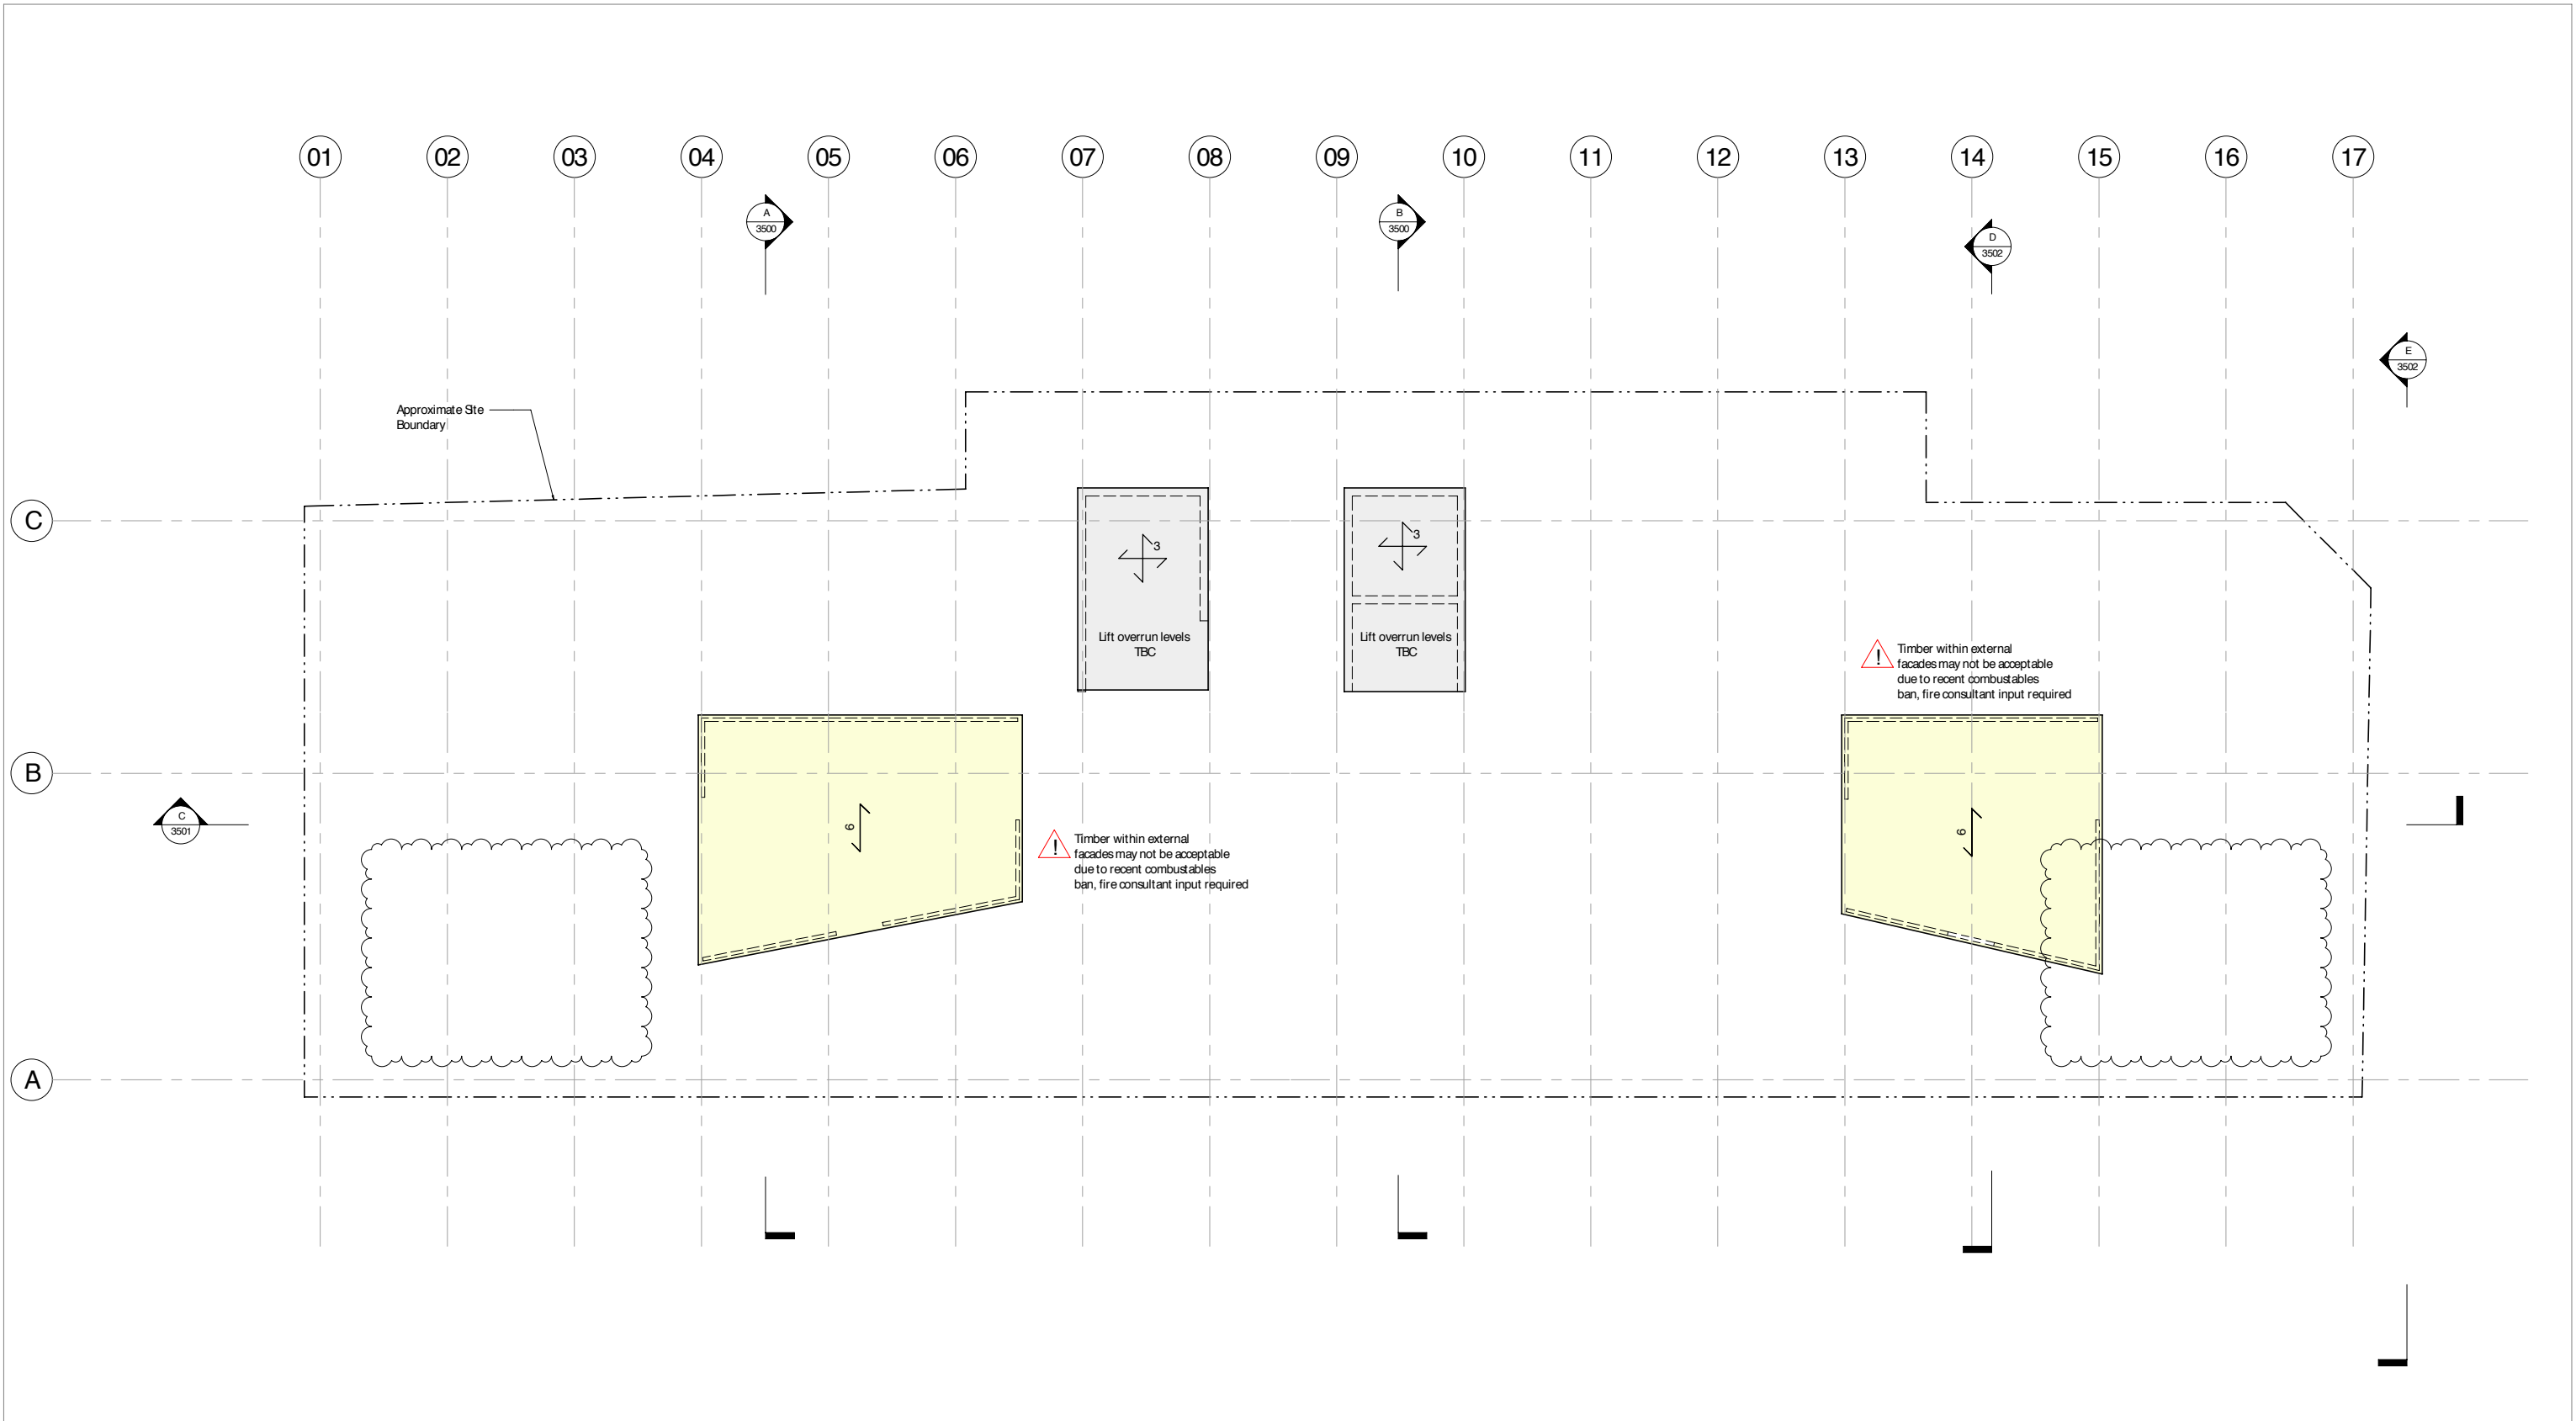 01 02 03 04 05 06 07 08 09 10 11 12 13 14 15 16 17
A
3500
B
3500
D
3502
E
3502
Approximate Site
Boundary
C
3
3
Lift overrun levels
TBC
Lift overrun levels
TBC
! Timber within external
facades may not be acceptable
due to recent combustables
ban, fire consultant input required
B
C
3501
6
! Timber within external
facades may not be acceptable
due to recent combustables
ban, fire consultant input required
6
A